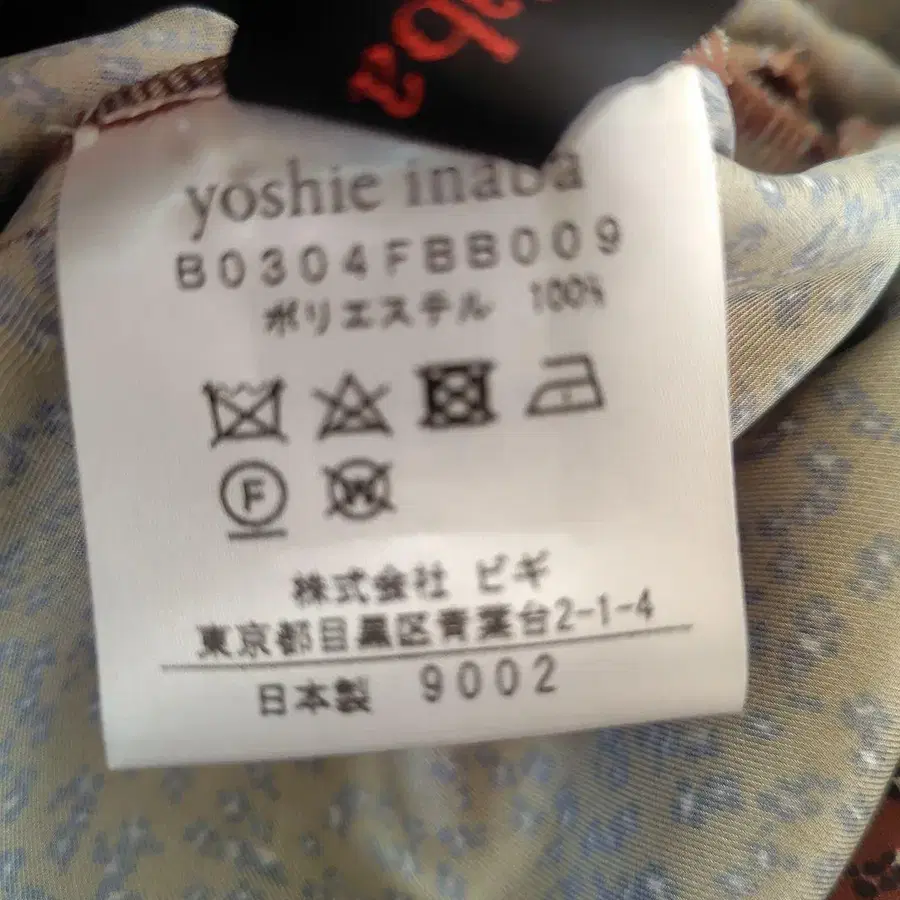 yoshie inaba
B0304FBB009
ポリエステル 100%
F
W
株式会社 ビギ
東京都目黒区青葉台2-1-4
日本製 9002